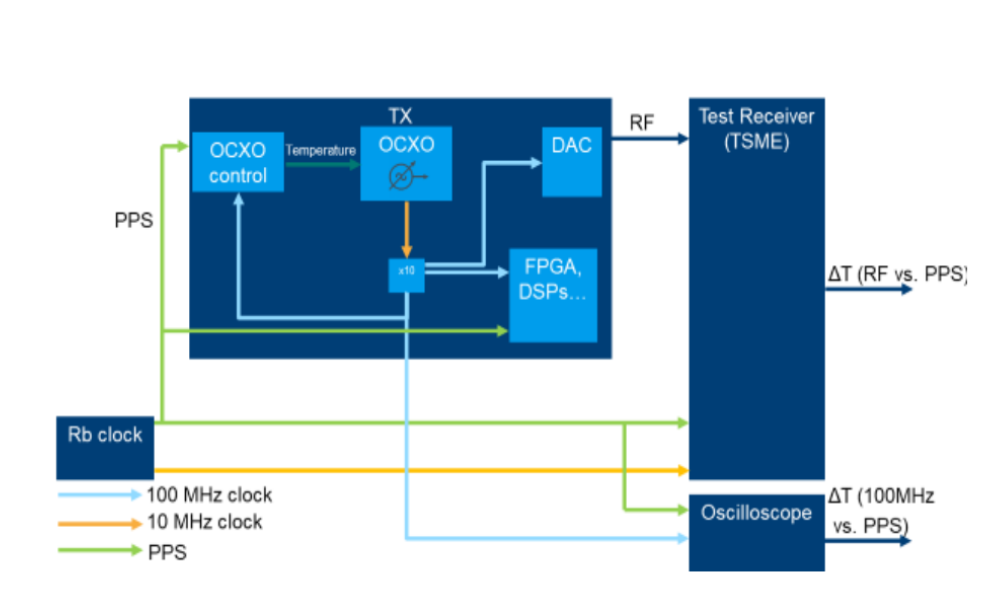 TX
OCXO
control
Temperature
OCXO
DAC
RF
Test Receiver
(TSME)
PPS
x10
FPGA,
DSPs...
ΔT (RF vs. PPS)
Rb clock
100 MHz clock
10 MHz clock
PPS
Oscilloscope
ΔT (100MHz
vs. PPS)